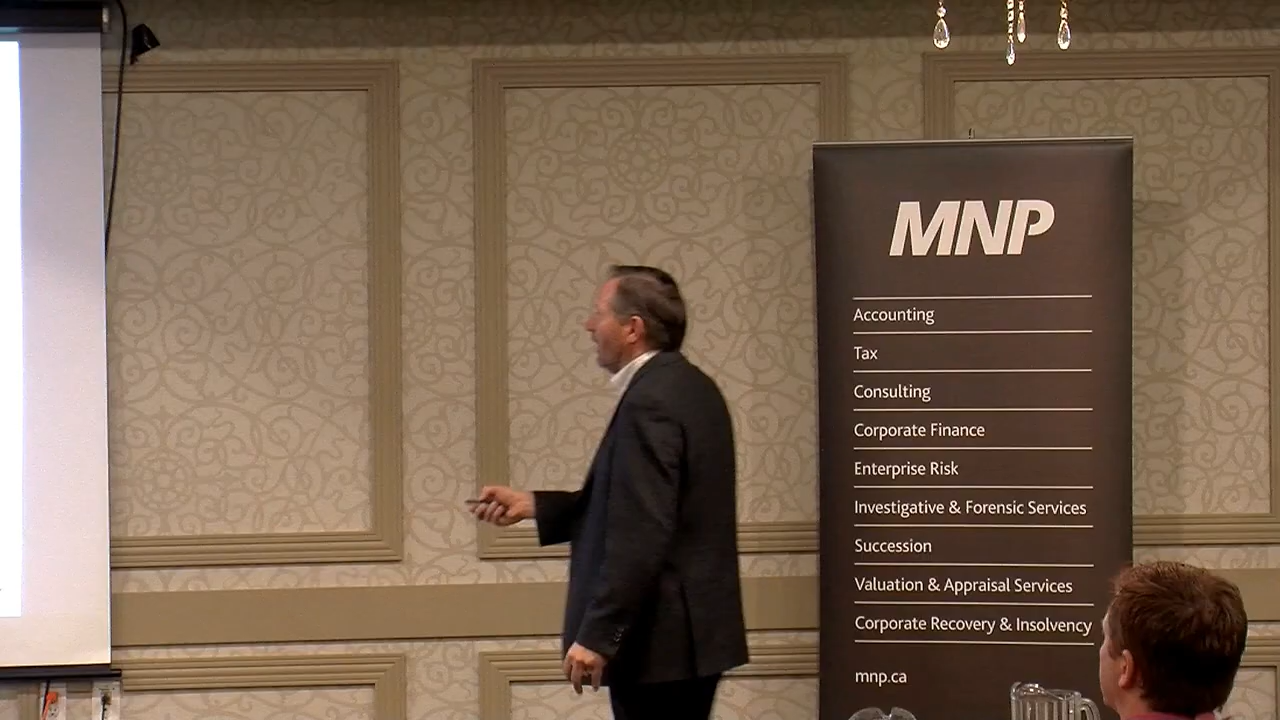 MNP
Accounting
Tax
Consulting
Corporate Finance
Enterprise Risk
Investigative & Forensic Services
Succession
Valuation & Appraisal Services
Corporate Recovery & Insolvency
mnp.ca